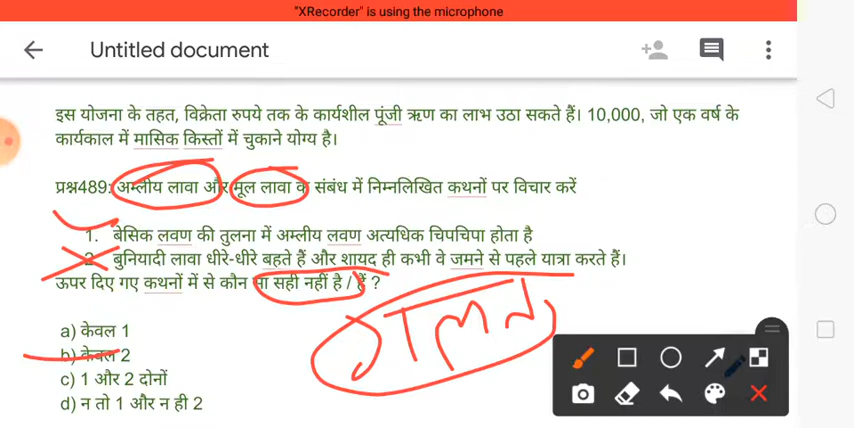 "XRecorder" is using the microphone
Untitled document
इस योजना के तहत, विक्रेता रुपये तक के कार्यशील पूंजी ऋण का लाभ उठा सकते हैं। 10,000, जो एक वर्ष के
कार्यकाल में मासिक किस्तों में चुकाने योग्य है।
प्रश्न489: अम्लीय लावा और मूल लावा के संबंध में निम्नलिखित कथनों पर विचार करें
1. बेसिक लवण की तुलना में अम्लीय लवण अत्यधिक चिपचिपा होता है
2. बुनियादी लावा धीरे-धीरे बहते हैं और शायद ही कभी वे जमने से पहले यात्रा करते हैं।
ऊपर दिए गए कथनों में से कौन सा सही नहीं है / हैं ?
गलत
a) केवल 1
b) केवल 2
c) 1 और 2 दोनों
d) न तो 1 और न ही 2